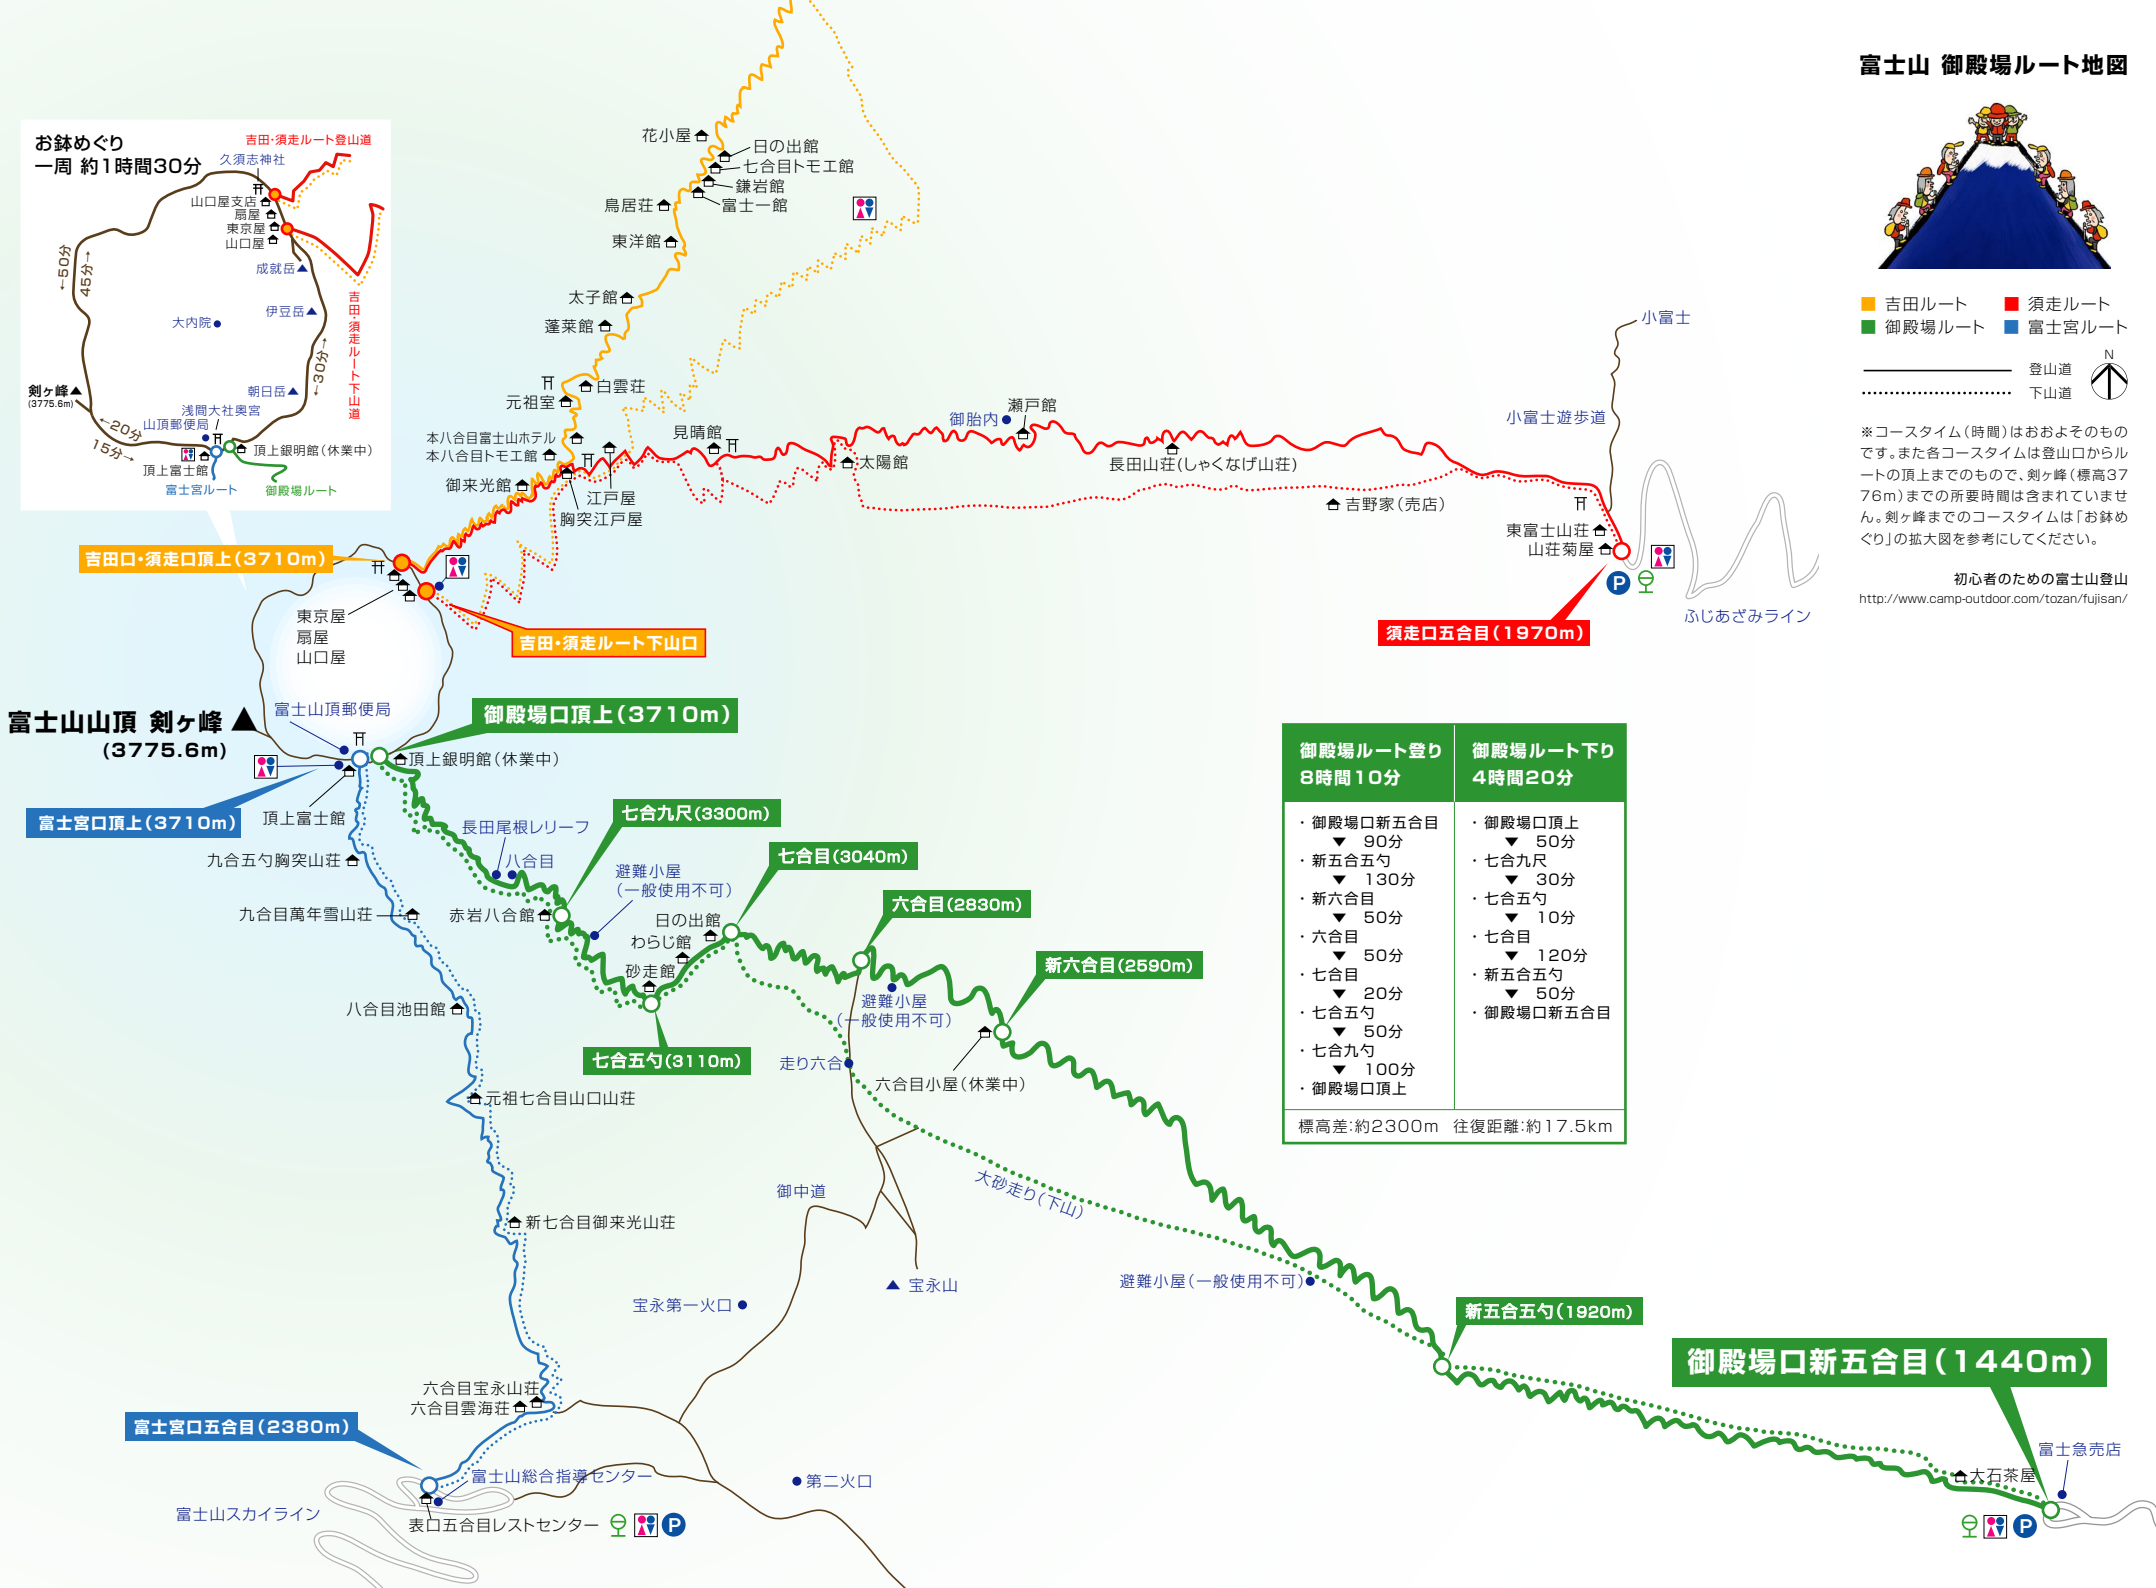 富士山 御殿場ルート地図
吉田ルート
須走ルート
御殿場ルート
富士宮ルート
登山道
下山道
N
※コースタイム(時間)はおおよそのもの
です。また各コースタイムは登山口からル
ートの頂上までのもので、剣ヶ峰(標高37
76m)までの所要時間は含まれていませ
ん。剣ヶ峰までのコースタイムは「お鉢め
ぐり」の拡大図を参考にしてください。
初心者のための富士山登山
http://www.camp-outdoor.com/tozan/fujisan/
お鉢めぐり
一周 約1時間30分
吉田・須走ルート登山道
久須志神社
山口屋支店
扇屋
東京屋
山口屋
成就岳
伊豆岳
大内院
朝日岳
←50分
45分→
←30分→
吉田・須走ルート下山道
剣ヶ峰
(3775.6m)
←20分
15分→
浅間大社奥宮
山頂郵便局
頂上富士館
頂上銀明館(休業中)
富士宮ルート
御殿場ルート
花小屋
日の出館
七合目トモエ館
鎌岩館
富士一館
鳥居荘
東洋館
太子館
蓬莱館
白雲荘
元祖室
本八合目富士山ホテル
本八合目トモエ館
御来光館
江戸屋
胸突江戸屋
見晴館
太陽館
御胎内
瀬戸館
長田山荘(しゃくなげ山荘)
吉野家(売店)
小富士
小富士遊歩道
東富士山荘
山荘菊屋
P
須走口五合目(1970m)
ふじあざみライン
吉田口・須走口頂上(3710m)
東京屋
扇屋
山口屋
吉田・須走ルート下山口
富士山山頂 剣ヶ峰
(3775.6m)
富士山頂郵便局
御殿場口頂上(3710m)
頂上銀明館(休業中)
富士宮口頂上(3710m)
頂上富士館
九合五勺胸突山荘
九合目萬年雪山荘
八合目池田館
元祖七合目山口山荘
新七合目御来光山荘
六合目宝永山荘
六合目雲海荘
富士宮口五合目(2380m)
富士山総合指導センター
富士山スカイライン
表口五合目レストセンター
P
長田尾根レリーフ
八合目
七合九尺(3300m)
赤岩八合館
避難小屋
(一般使用不可)
日の出館
わらじ館
砂走館
七合目(3040m)
七合五勺(3110m)
六合目(2830m)
避難小屋
(一般使用不可)
新六合目(2590m)
六合目小屋(休業中)
走り六合
御中道
大砂走り(下山)
宝永山
宝永第一火口
第二火口
避難小屋(一般使用不可)
新五合五勺(1920m)
御殿場口新五合目(1440m)
富士急売店
大石茶屋
P
御殿場ルート登り
8時間10分
・御殿場口新五合目
▼ 90分
・新五合五勺
▼ 130分
・新六合目
▼ 50分
・六合目
▼ 50分
・七合目
▼ 20分
・七合五勺
▼ 50分
・七合九勺
▼ 100分
・御殿場口頂上
御殿場ルート下り
4時間20分
・御殿場口頂上
▼ 50分
・七合九尺
▼ 30分
・七合五勺
▼ 10分
・七合目
▼ 120分
・新五合五勺
▼ 50分
・御殿場口新五合目
標高差:約2300m 往復距離:約17.5km